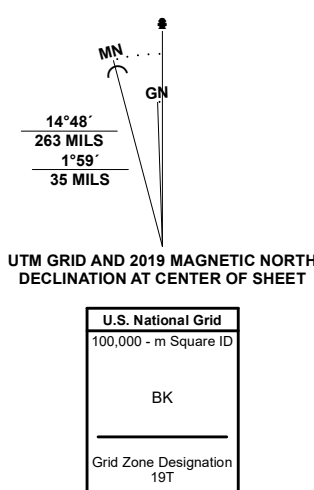 MN
GN
14°48´
263 MILS
1°59´
35 MILS
UTM GRID AND 2019 MAGNETIC NORTH
DECLINATION AT CENTER OF SHEET
U.S. National Grid
100,000 - m Square ID
BK
Grid Zone Designation
19T